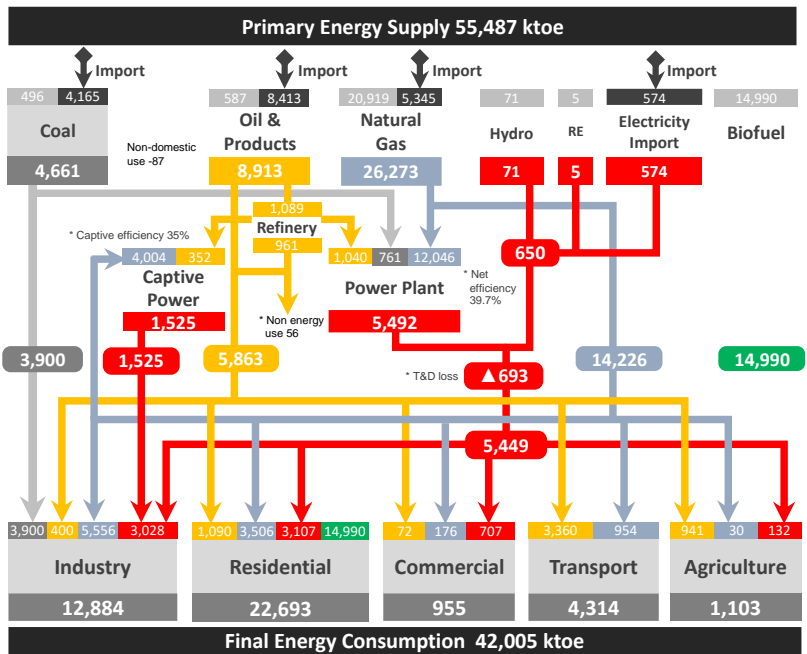 Primary Energy Supply 55,487 ktoe
Import
Import
Import
Import
496 4,165
587 8,413
20,919 5,345
71
5
574
14,990
Coal
Oil &
Products
Natural
Gas
Hydro
RE
Electricity
Import
Biofuel
Non-domestic
use -87
4,661
8,913
26,273
71
5
574
1,089
Refinery
961
* Captive efficiency 35%
4,004 352
1,040 761 12,046
650
Captive
Power
Power Plant
* Net
efficiency
39.7%
1,525
* Non energy
use 56
5,492
3,900
1,525
5,863
* T&D loss
▲693
14,226
14,990
5,449
3,900 400 5,556 3,028
1,090 3,506 3,107 14,990
72 176 707
3,360 954
941 30 132
Industry
Residential
Commercial
Transport
Agriculture
12,884
22,693
955
4,314
1,103
Final Energy Consumption 42,005 ktoe